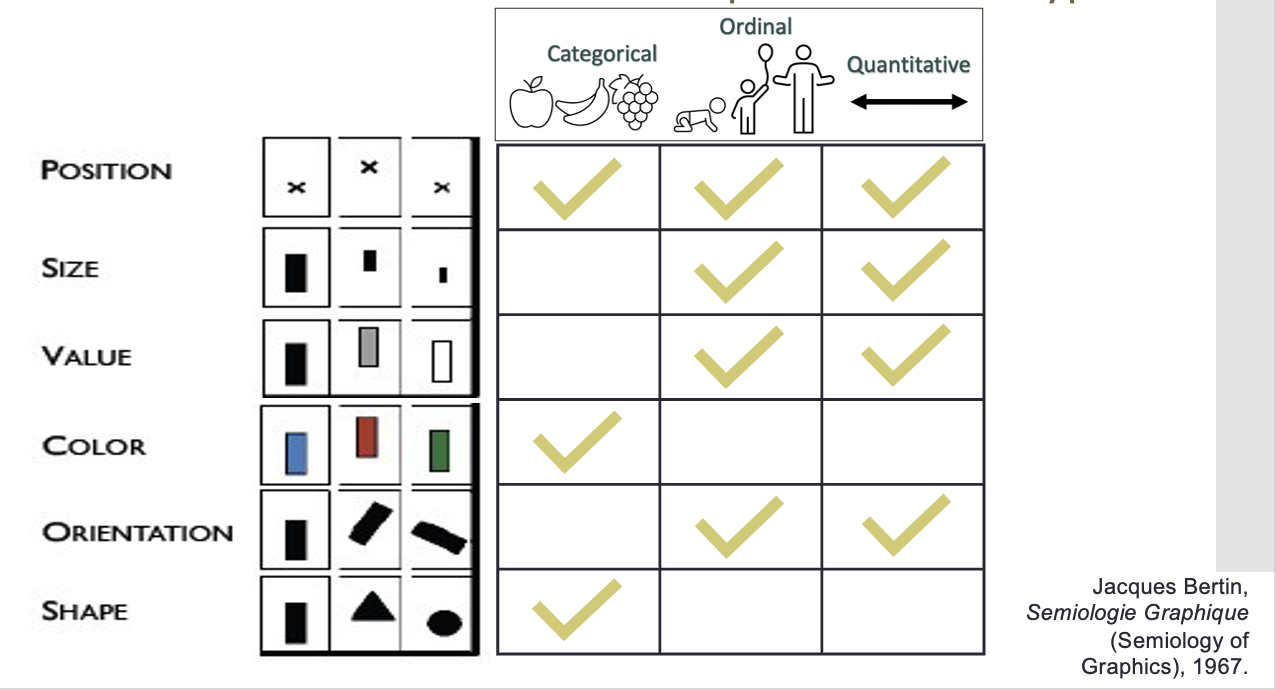 Categorical
Ordinal
Quantitative
POSITION
SIZE
VALUE
COLOR
ORIENTATION
SHAPE
Jacques Bertin,
Semiologie Graphique
(Semiology of
Graphics), 1967.